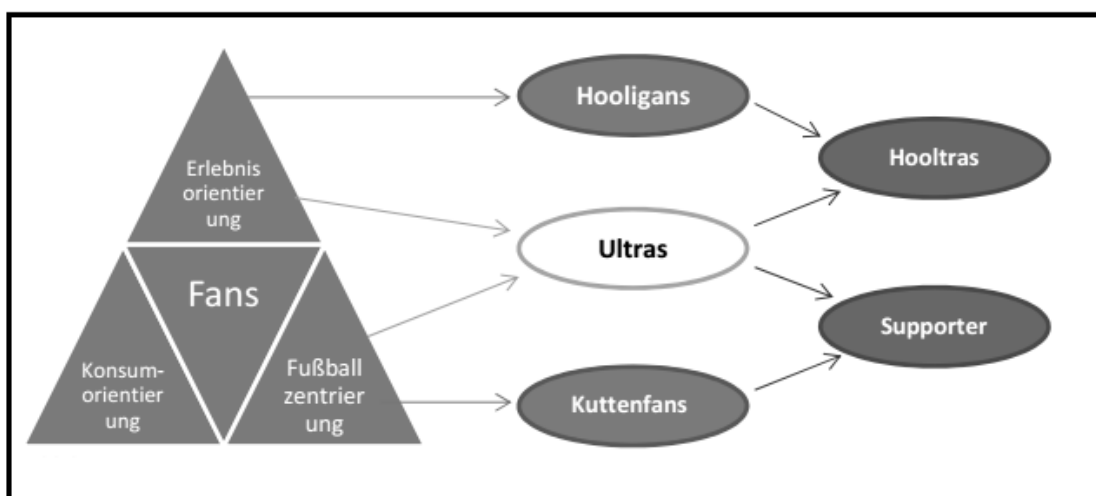 Erlebnis
orientier
ung
Fans
Konsum-
orientier
ung
Fußball
zentrier
ung
Hooligans
Ultras
Kuttenfans
Hooltras
Supporter